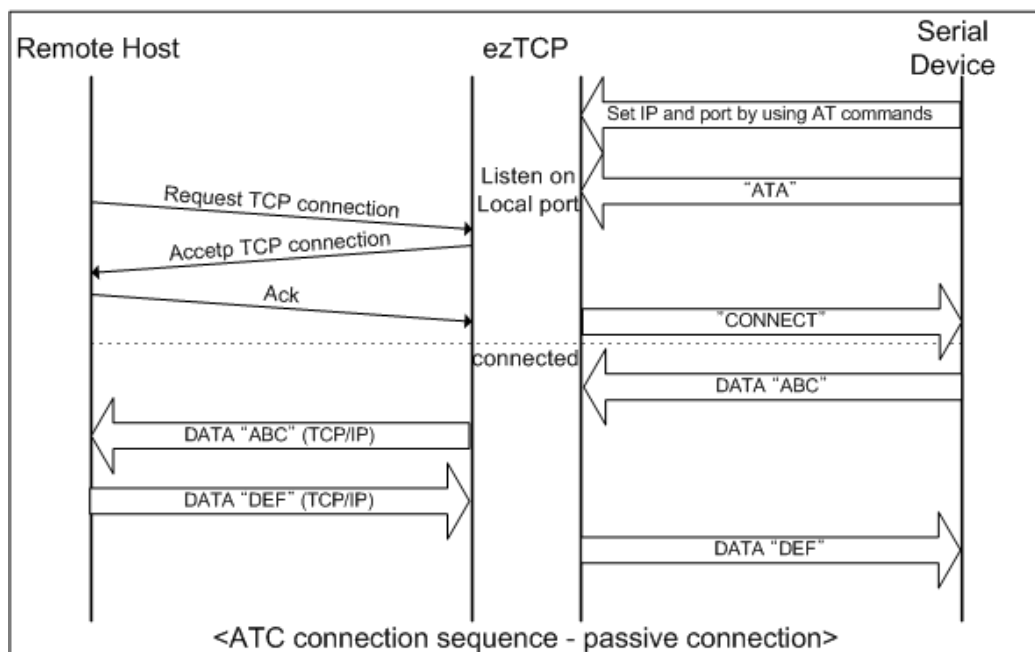 Remote Host
ezTCP
Serial
Device
Set IP and port by using AT commands
Listen on
Local port
"ATA"
Request TCP connection
Accetp TCP connection
Ack
"CONNECT"
connected
DATA "ABC"
DATA "ABC" (TCP/IP)
DATA "DEF" (TCP/IP)
DATA "DEF"
<ATC connection sequence - passive connection>